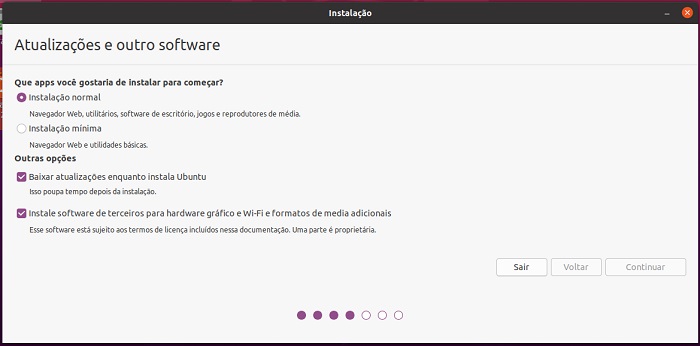 Instalação
Atualizações e outro software
Que apps você gostaria de instalar para começar?
Instalação normal
Navegador Web, utilitários, software de escritório, jogos e reprodutores de média.
Instalação mínima
Navegador Web e utilidades básicas.
Outras opções
Baixar atualizações enquanto instala Ubuntu
Isso poupa tempo depois da instalação.
Instale software de terceiros para hardware gráfico e Wi-Fi e formatos de media adicionais
Esse software está sujeito aos termos de licença incluídos nessa documentação. Uma parte é proprietária.
Sair Voltar Continuar